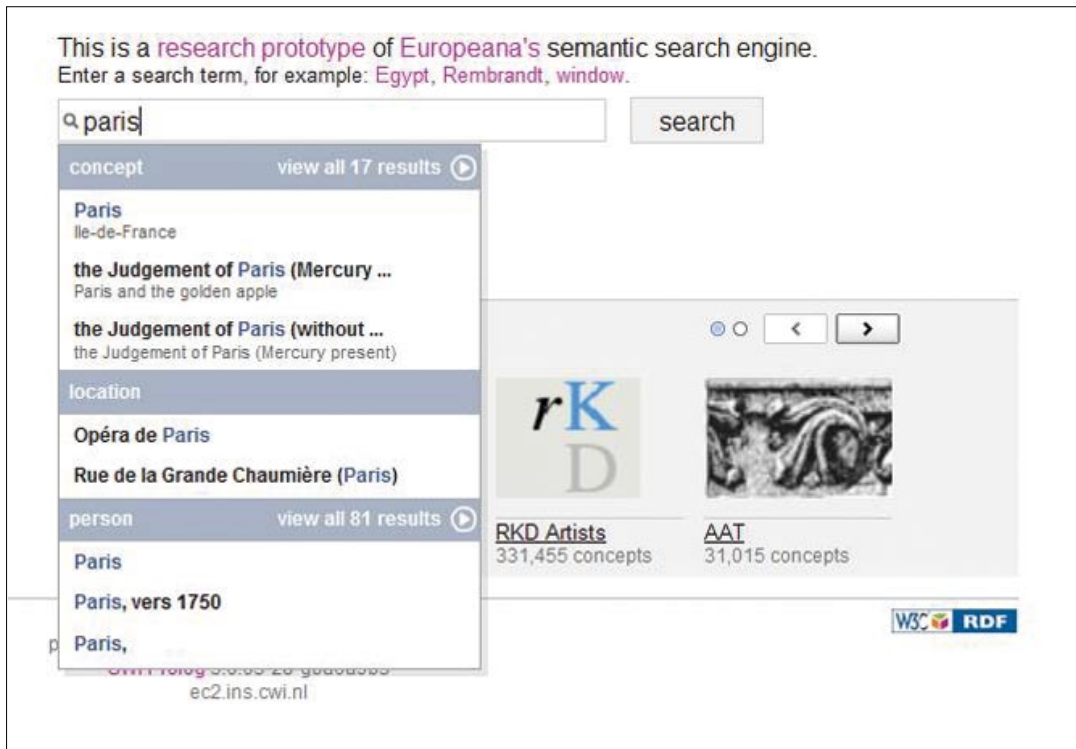 This is a research prototype of Europeana's semantic search engine.
Enter a search term, for example: Egypt, Rembrandt, window.
paris
search
concept view all 17 results
Paris
Ile-de-France
the Judgement of Paris (Mercury ...
Paris and the golden apple
the Judgement of Paris (without ...
the Judgement of Paris (Mercury present)
location
Opéra de Paris
Rue de la Grande Chaumière (Paris)
person view all 81 results
Paris
Paris, vers 1750
Paris,
rKD
RKD Artists
331,455 concepts
AAT
31,015 concepts
W3C RDF
p
ec2.ins.cwi.nl